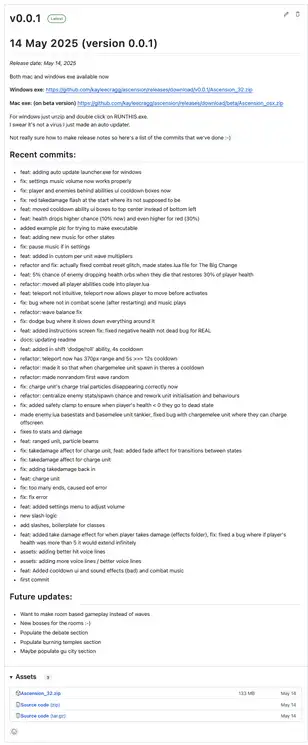 v0.0.1 Latest
14 May 2025 (version 0.0.1)
Release date: May 14, 2025
Both mac and windows exe available now
Windows exe: https://github.com/kayleecragg/ascension/releases/download/v0.0.1/Ascension_32.zip
Mac exe: (on beta version) https://github.com/kayleecragg/ascension/releases/download/beta/Ascension_osx.zip
For windows just unzip and double click on RUNTHIS.exe.
I swear it's not a virus i just made an auto updater.
Not really sure how to make release notes so here's a list of the commits that we've done :-)
Recent commits:
feat: adding auto update launcher.exe for windows
fix: settings music volume now works properly
fix: player and enemies behind abilities ui cooldown boxes now
fix: red takedamage flash at the start where its not supposed to be
feat: moved cooldown ability ui boxes to top center instead of bottom left
feat: health drops higher chance (10% now) and even higher for red (30%)
added example pic for trying to make executable
feat: adding new music for other states
fix: pause music if in settings
feat: added in custom per unit wave multipliers
refactor and fix: actually fixed combat reset glitch, made states.lua file for The Big Change
feat: 5% chance of enemy dropping health orbs when they die that restores 30% of player health
refactor: moved all player abilities code into player.lua
feat: teleport not intuitive, teleport now allows player to move before activates
fix: bug where not in combat scene (after restarting) and music plays
refactor: wave balance fix
fix: dodge bug where it slows down everything around it
feat: added instructions screen fix: fixed negative health not dead bug for REAL
docs: updating readme
feat: added in shift 'dodge/roll' ability, 4s cooldown
refactor: teleport now has 370px range and 5s >>> 12s cooldown
refactor: made it so that when chargemelee unit spawn in theres a cooldown
refactor: made nonrandom first wave random
fix: charge unit's charge trial particles disappearing correctly now
refactor: centralize enemy stats/spawn chance and rework unit initialisation and behaviours
fix: added safety clamp to ensure when player's health < 0 they go to dead state
made enemy.lua basestats and basemelee unit tankier, fixed bug with chargemelee unit where they can charge
offscreen
fixes to stats and damage
feat: ranged unit, particle beams
fix: takedamage affect for charge unit, feat: added fade affect for transitions between states
fix: takedamage affect for charge unit
fix: adding takedamage back in
feat: charge unit
fix: too many ends, caused eof error
fix: fix error
feat: added settings menu to adjust volume
new slash logic
add slashes, boilerplate for classes
feat: added take damage effect for when player takes damage (effects folder), fix: fixed a bug where if player's
health was more than 5 it would extend infinitely
assets: adding better hit voice lines
assets: adding more voice lines / better voice lines
feat: Added cooldown ui and sound effects (bad) and combat music
first commit
Future updates:
Want to make room based gameplay instead of waves
New bosses for the rooms :-)
Populate the debate section
Populate burning temples section
Maybe populate gu city section
Assets 3
Ascension_32.zip 133 MB May 14
Source code (zip) May 14
Source code (tar.gz) May 14